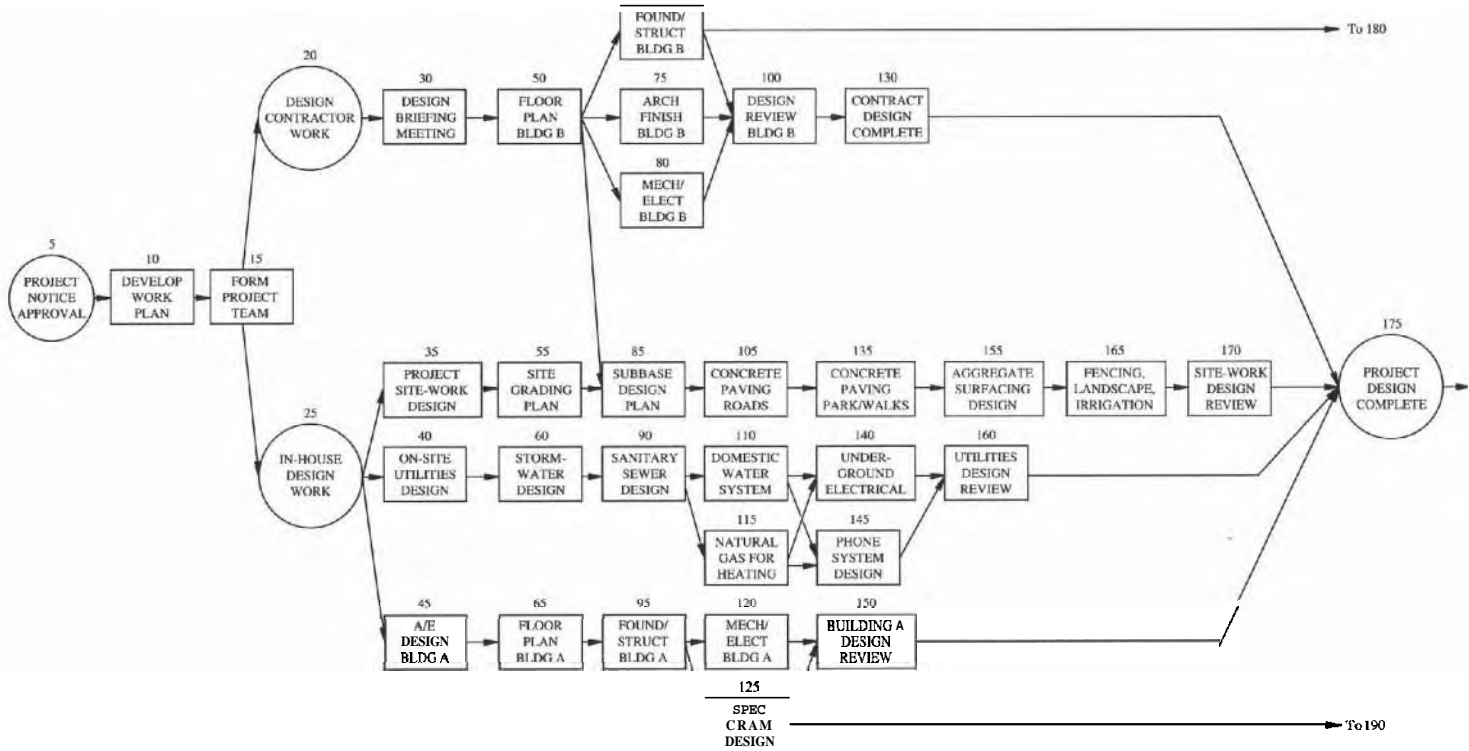 FOUND/
STRUCT
BLDG B
To 180
20
DESIGN
CONTRACTOR
WORK
30
DESIGN
BRIEFING
MEETING
50
FLOOR
PLAN
BLDG B
75
ARCH
FINISH
BLDG B
100
DESIGN
REVIEW
BLDG B
130
CONTRACT
DESIGN
COMPLETE
80
MECH/
ELECT
BLDG B
5
PROJECT
NOTICE
APPROVAL
10
DEVELOP
WORK
PLAN
15
FORM
PROJECT
TEAM
35
PROJECT
SITE-WORK
DESIGN
55
SITE
GRADING
PLAN
85
SUBBASE
DESIGN
PLAN
105
CONCRETE
PAVING
ROADS
135
CONCRETE
PAVING
PARK/WALKS
155
AGGREGATE
SURFACING
DESIGN
165
FENCING,
LANDSCAPE,
IRRIGATION
170
SITE-WORK
DESIGN
REVIEW
175
PROJECT
DESIGN
COMPLETE
25
IN-HOUSE
DESIGN
WORK
40
ON-SITE
UTILITIES
DESIGN
60
STORM-
WATER
DESIGN
90
SANITARY
SEWER
DESIGN
110
DOMESTIC
WATER
SYSTEM
140
UNDER-
GROUND
ELECTRICAL
160
UTILITIES
DESIGN
REVIEW
115
NATURAL
GAS FOR
HEATING
145
PHONE
SYSTEM
DESIGN
45
A/E
DESIGN
BLDG A
65
FLOOR
PLAN
BLDG A
95
FOUND/
STRUCT
BLDG A
120
MECH/
ELECT
BLDG A
150
BUILDING A
DESIGN
REVIEW
125
SPEC
CRAM
DESIGN
To 190